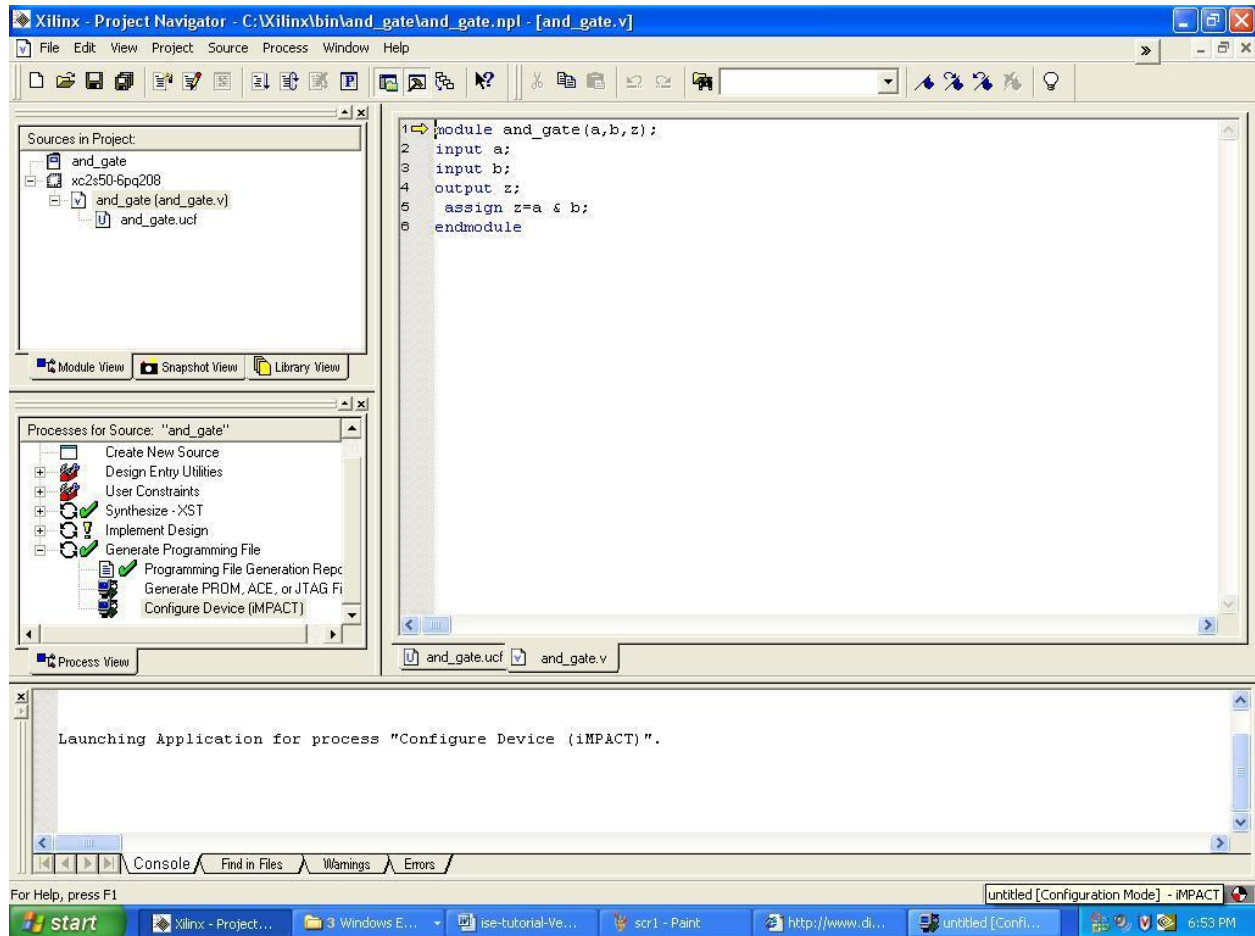 Xilinx - Project Navigator - C:\Xilinx\bin\and_gate\and_gate.npl - [and_gate.v]
File Edit View Project Source Process Window Help
Sources in Project:
and_gate
xc2s50-6pq208
and_gate (and_gate.v)
and_gate.ucf
Module View Snapshot View Library View
Processes for Source: "and_gate"
Create New Source
Design Entry Utilities
User Constraints
Synthesize - XST
Implement Design
Generate Programming File
Programming File Generation Repc
Generate PROM, ACE, or JTAG Fi
Configure Device (iMPACT)
Process View
1 module and_gate(a,b,z);
2 input a;
3 input b;
4 output z;
5 assign z=a & b;
6 endmodule
and_gate.ucf and_gate.v
Launching Application for process "Configure Device (iMPACT)".
Console Find in Files Warnings Errors
For Help, press F1
untitled [Configuration Mode] - iMPACT
start Xilinx - Project... 3 Windows E... ise-tutorial-Ve... scr1 - Paint http://www.di... untitled [Confi... 6:53 PM